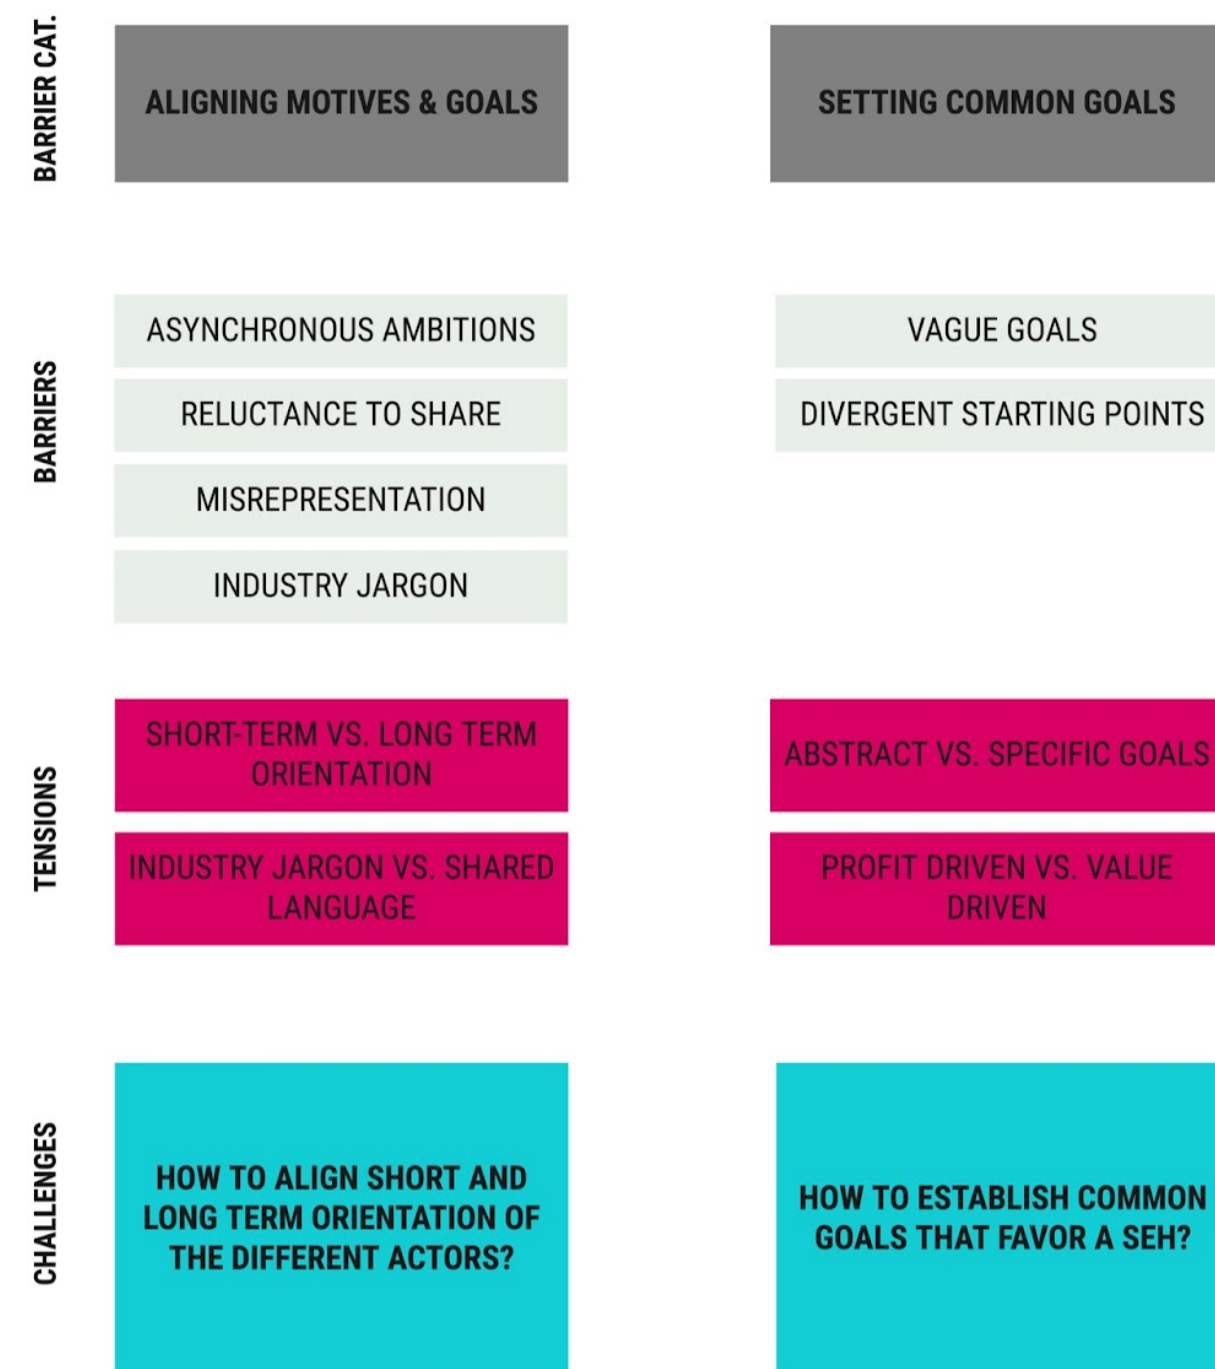 BARRIER CAT.
ALIGNING MOTIVES & GOALS
SETTING COMMON GOALS
BARRIERS
ASYNCHRONOUS AMBITIONS
RELUCTANCE TO SHARE
MISREPRESENTATION
INDUSTRY JARGON
VAGUE GOALS
DIVERGENT STARTING POINTS
TENSIONS
SHORT-TERM VS. LONG TERM
ORIENTATION
INDUSTRY JARGON VS. SHARED
LANGUAGE
ABSTRACT VS. SPECIFIC GOALS
PROFIT DRIVEN VS. VALUE
DRIVEN
CHALLENGES
HOW TO ALIGN SHORT AND
LONG TERM ORIENTATION OF
THE DIFFERENT ACTORS?
HOW TO ESTABLISH COMMON
GOALS THAT FAVOR A SEH?